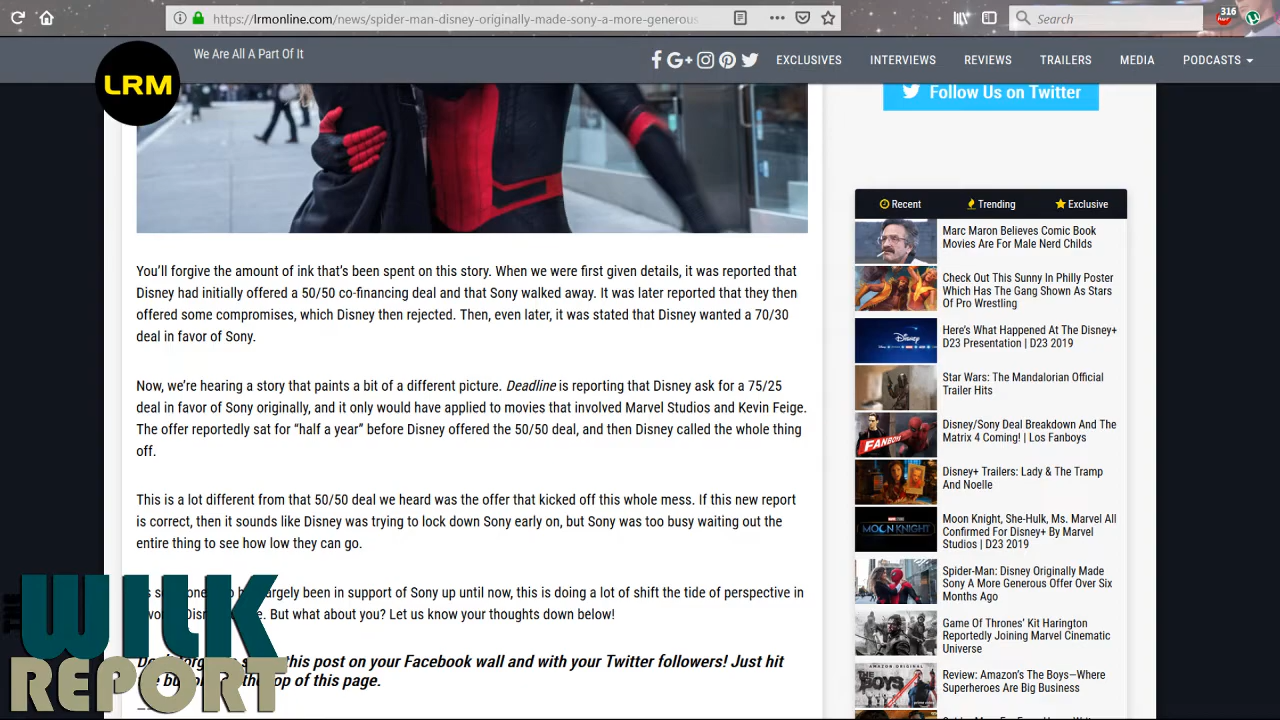 https://lrmonline.com/news/spider-man-disney-originally-made-sony-a-more-generous
Search
316
We Are All A Part Of It
LRM
EXCLUSIVES
INTERVIEWS
REVIEWS
TRAILERS
MEDIA
PODCASTS
Follow Us on Twitter
You'll forgive the amount of ink that's been spent on this story. When we were first given details, it was reported that
Disney had initially offered a 50/50 co-financing deal and that Sony walked away. It was later reported that they then
offered some compromises, which Disney then rejected. Then, even later, it was stated that Disney wanted a 70/30
deal in favor of Sony.
Now, we're hearing a story that paints a bit of a different picture. Deadline is reporting that Disney ask for a 75/25
deal in favor of Sony originally, and it only would have applied to movies that involved Marvel Studios and Kevin Feige.
The deal reportedly sat for “half a year” before Disney offered the 50/50 deal, and then Disney called the whole thing
off.
This is a lot different from that 50/50 deal we heard was the offer that kicked off this whole mess. If this new report
is correct then it sounds like Disney was trying to lock down Sony early on, but Sony was too busy waiting out the
entire thing to see how low they can go.
largely been in support of Sony up until now, this is doing a lot of shift the tide of perspective in
But what about you? Let us know your thoughts down below!
this post on your Facebook wall and with your Twitter followers! Just hit
top of this page.
THE
WILK
REPORT
Recent
Trending
Exclusive
Marc Maron Believes Comic Book
Movies Are For Male Nerd Childs
Check Out This Sunny In Philly Poster
Which Has The Gang Shown As Stars
Of Pro Wrestling
Disney
Here's What Happened At The Disney+
D23 Presentation | D23 2019
Star Wars: The Mandalorian Official
Trailer Hits
FANBOYS
Disney/Sony Deal Breakdown And The
Matrix 4 Coming! | Los Fanboys
Disney+ Trailers: Lady & The Tramp
And Noelle
MOON KNIGHT
Moon Knight, She-Hulk, Ms. Marvel All
Confirmed For Disney+ By Marvel
Studios | D23 2019
Spider-Man: Disney Originally Made
Sony A More Generous Offer Over Six
Months Ago
Game Of Thrones' Kit Harington
Reportedly Joining Marvel Cinematic
Universe
AMAZON ORIGINAL
THE BOYS
Review: Amazon's The Boys—Where
Superheroes Are Big Business